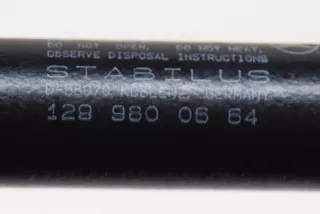 DO NOT OPEN, DO NOT HEAT,
OBSERVE DISPOSAL INSTRUCTIONS
STABILUS
129 980 06 64